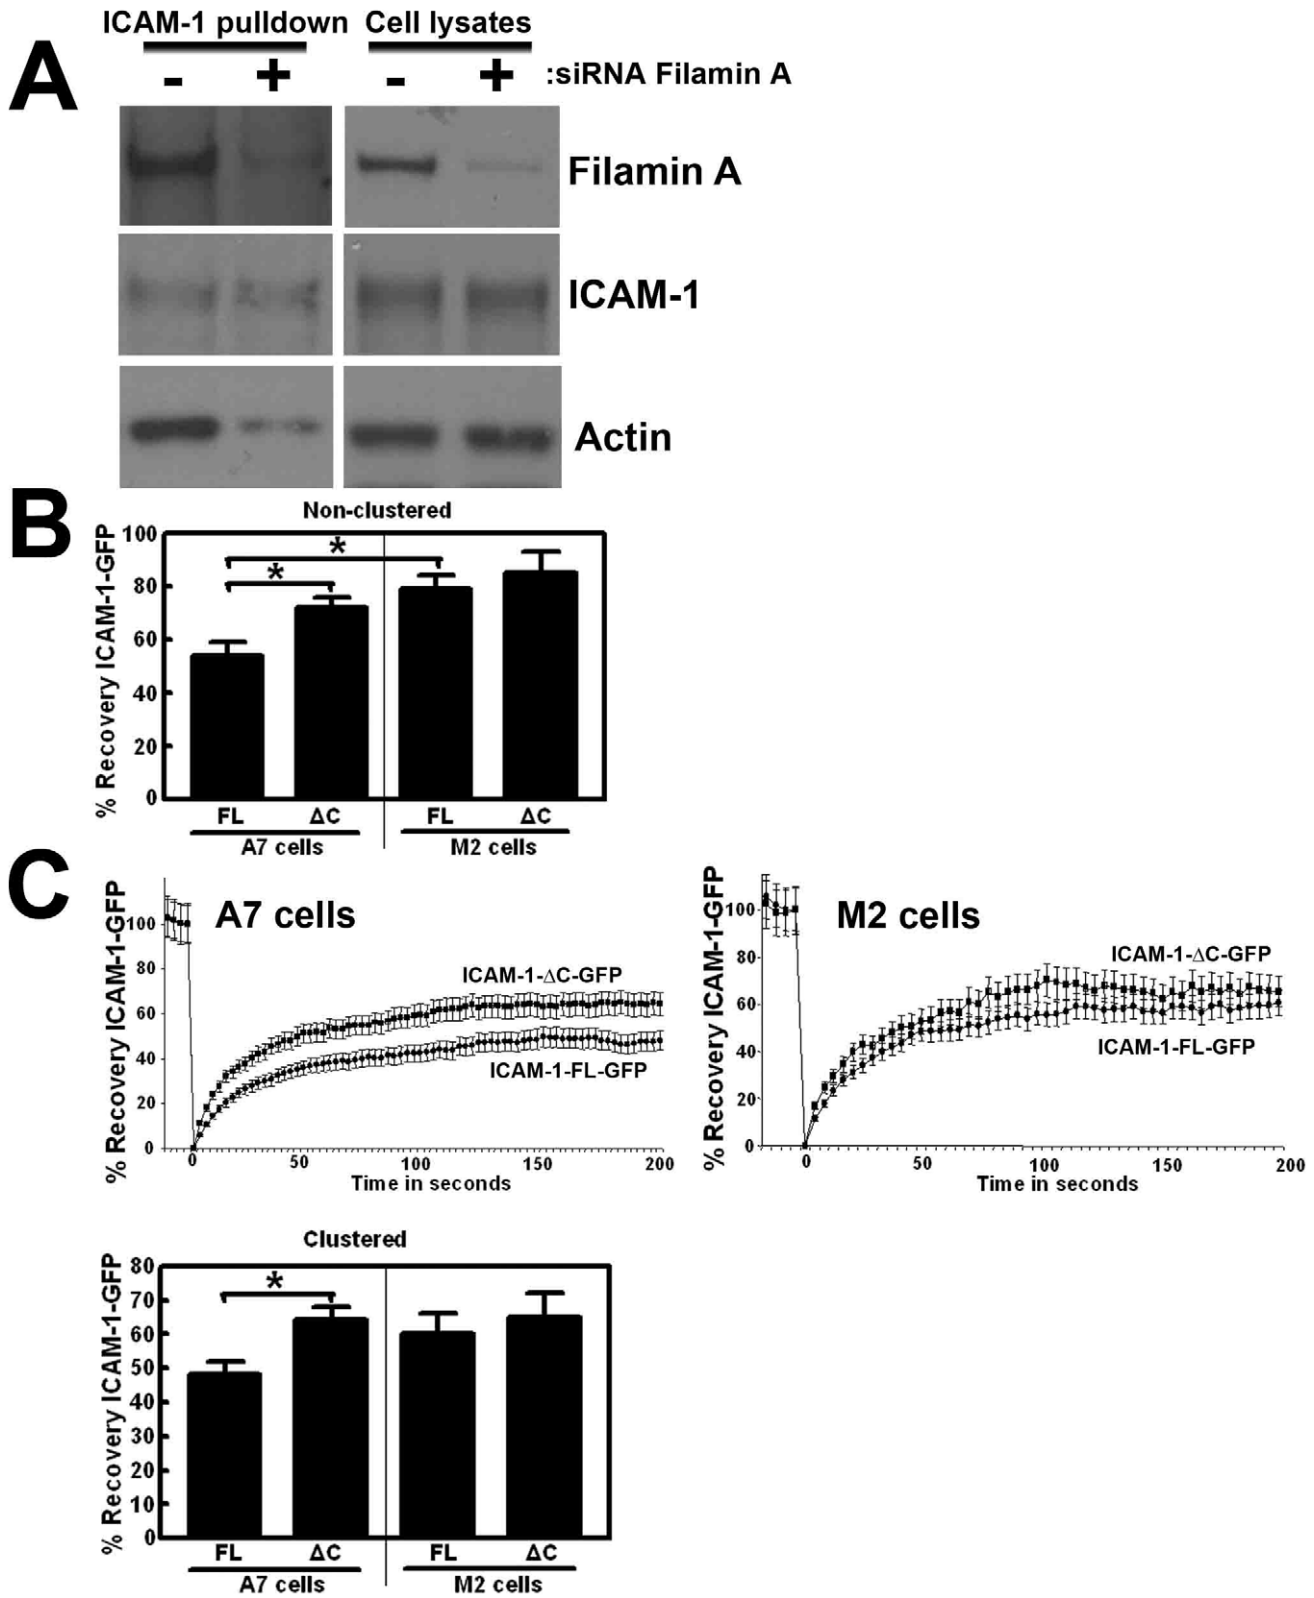 A
ICAM-1 pulldown Cell lysates
- + - + :siRNA Filamin A
Filamin A
ICAM-1
Actin
B
Non-clustered
% Recovery ICAM-1-GFP
100
80
60
40
20
0
* *
FL ΔC FL ΔC
A7 cells M2 cells
C
A7 cells
% Recovery ICAM-1-GFP
100
80
60
40
20
0
ICAM-1-ΔC-GFP
ICAM-1-FL-GFP
0 50 100 150 200
Time in seconds
M2 cells
% Recovery ICAM-1-GFP
100
80
60
40
20
0
ICAM-1-ΔC-GFP
ICAM-1-FL-GFP
0 50 100 150 200
Time in seconds
Clustered
% Recovery ICAM-1-GFP
80
70
60
50
40
30
20
10
0
*
FL ΔC FL ΔC
A7 cells M2 cells